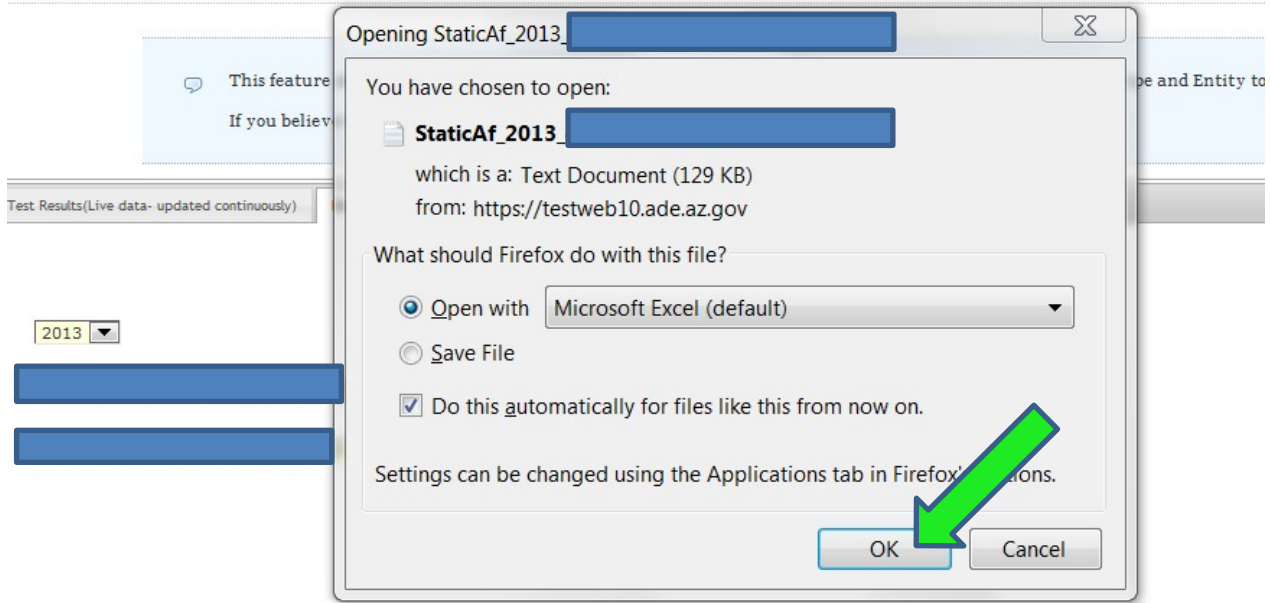 Opening StaticAf_2013_
This feature
pe and Entity to
If you believ
You have chosen to open:
StaticAf_2013_
which is a: Text Document (129 KB)
from: https://testweb10.ade.az.gov
Test Results(Live data- updated continuously)
What should Firefox do with this file?
Open with Microsoft Excel (default)
2013
Save File
Do this automatically for files like this from now on.
Settings can be changed using the Applications tab in Firefox' ons.
OK Cancel